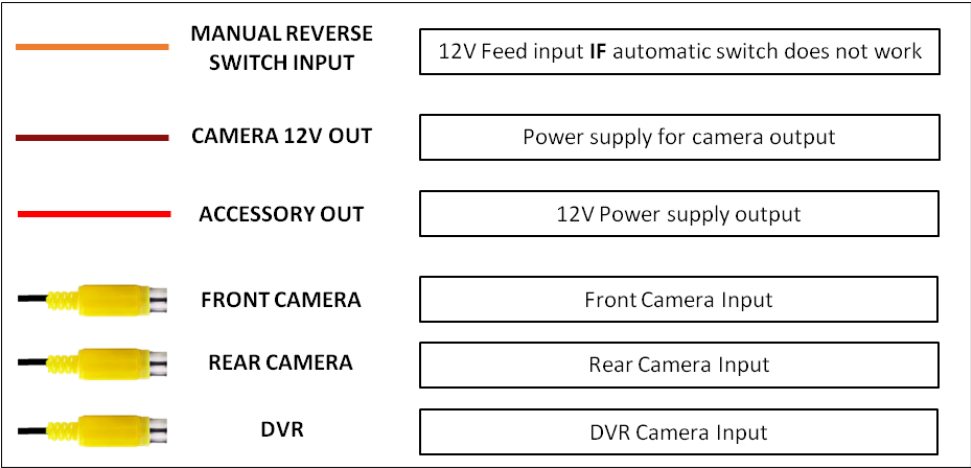 MANUAL REVERSE
SWITCH INPUT
12V Feed input IF automatic switch does not work
CAMERA 12V OUT
Power supply for camera output
ACCESSORY OUT
12V Power supply output
FRONT CAMERA
Front Camera Input
REAR CAMERA
Rear Camera Input
DVR
DVR Camera Input